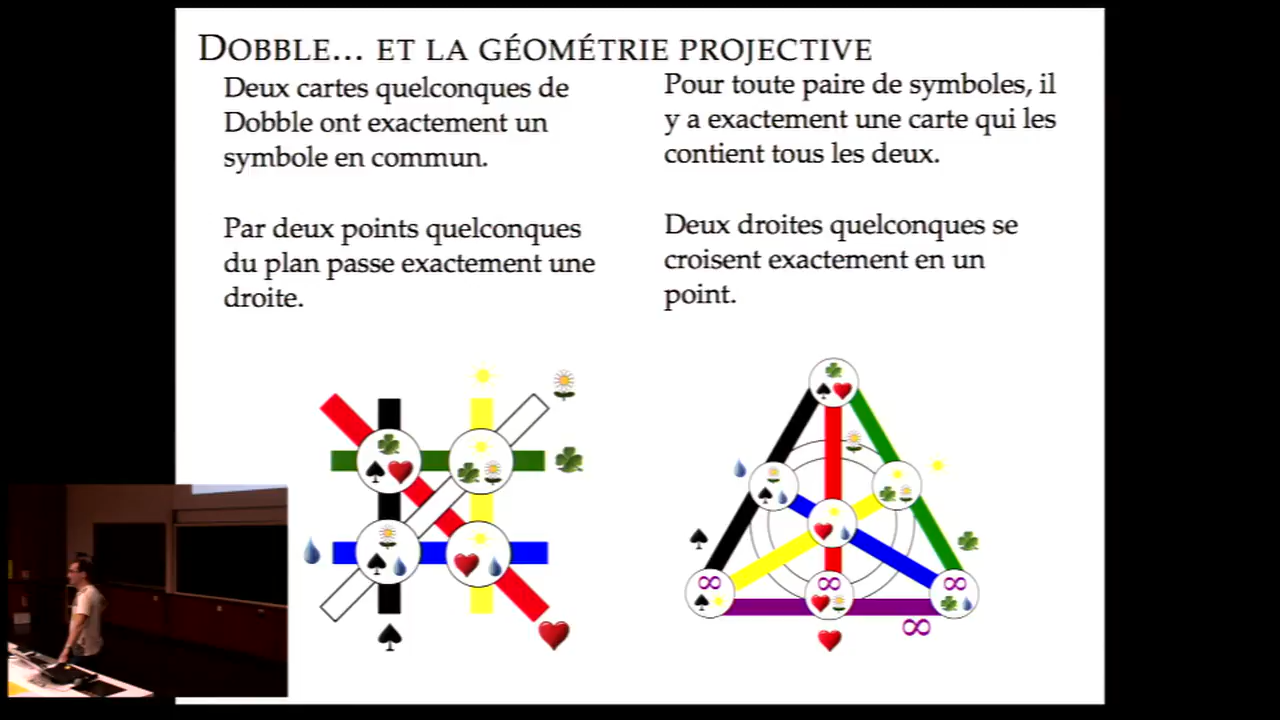 DOBBLE... ET LA GÉOMÉTRIE PROJECTIVE
Deux cartes quelconques de
Dobble ont exactement un
symbole en commun.
Par deux points quelconques
du plan passe exactement une
droite.
Pour toute paire de symboles, il
y a exactement une carte qui les
contient tous les deux.
Deux droites quelconques se
croisent exactement en un
point.
∞
∞
∞
∞